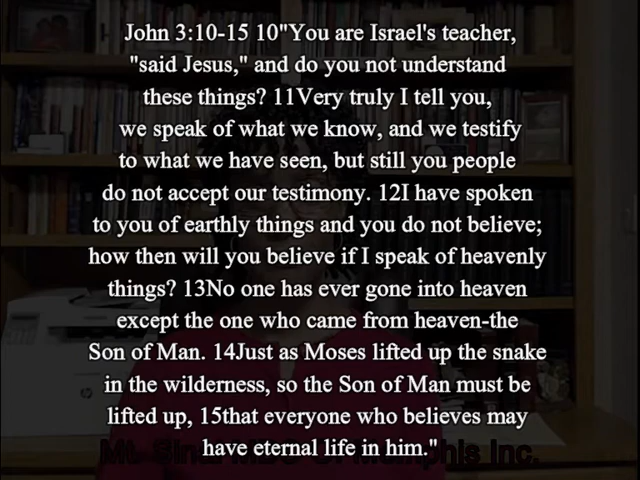 John 3:10-15 10"You are Israel's teacher,
"said Jesus," and do you not understand
these things? 11Very truly I tell you,
we speak of what we know, and we testify
to what we have seen, but still you people
do not accept our testimony. 12I have spoken
to you of earthly things and you do not believe;
how then will you believe if I speak of heavenly
things? 13No one has ever gone into heaven
except the one who came from heaven-the
Son of Man. 14Just as Moses lifted up the snake
in the wilderness, so the Son of Man must be
lifted up, 15that everyone who believes may
have eternal life in him."
Mt. Sinai MBC Of Memphis Inc.